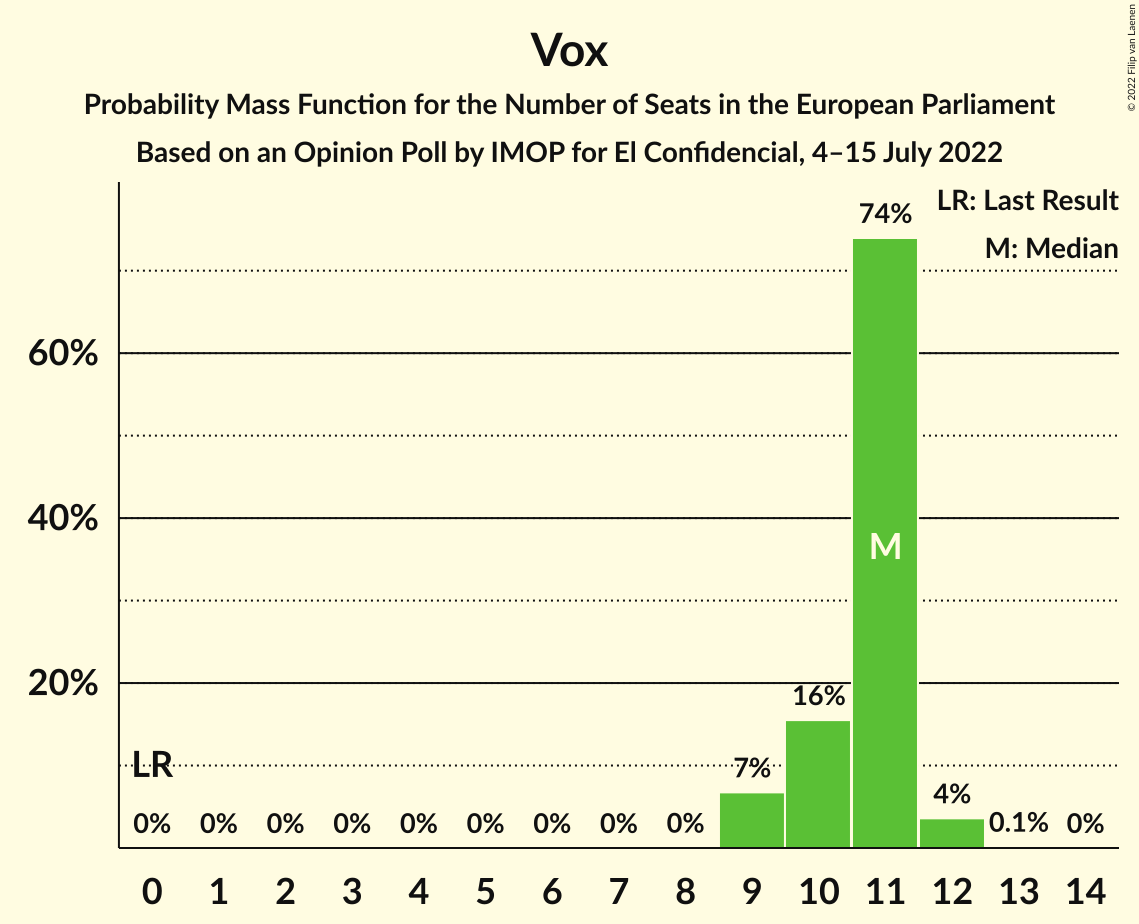 Vox
Probability Mass Function for the Number of Seats in the European Parliament
Based on an Opinion Poll by IMOP for El Confidencial, 4–15 July 2022
© 2022 Filip van Laenen
LR: Last Result
M: Median
74%
60%
40%
M
20%
16%
LR
7%
4%
0% 0% 0% 0% 0% 0% 0% 0% 0% 0.1% 0%
0 1 2 3 4 5 6 7 8 9 10 11 12 13 14